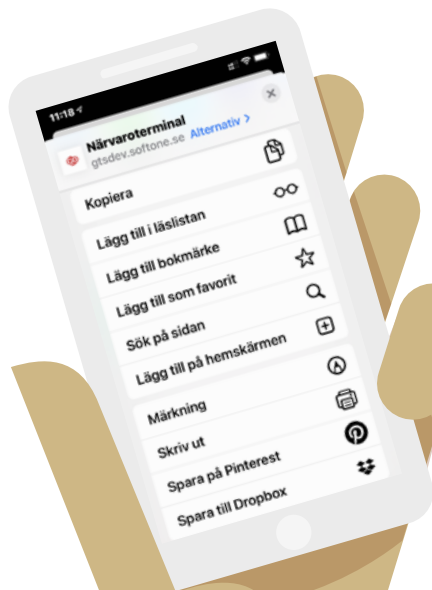 11:18
Närvaroterminal
gtsdev.softone.se Alternativ
Kopiera
Lägg till i läslistan
Lägg till bokmärke
Lägg till som favorit
Sök på sidan
Lägg till på hemskärmen
Märkning
Skriv ut
Spara på Pinterest
Spara till Dropbox